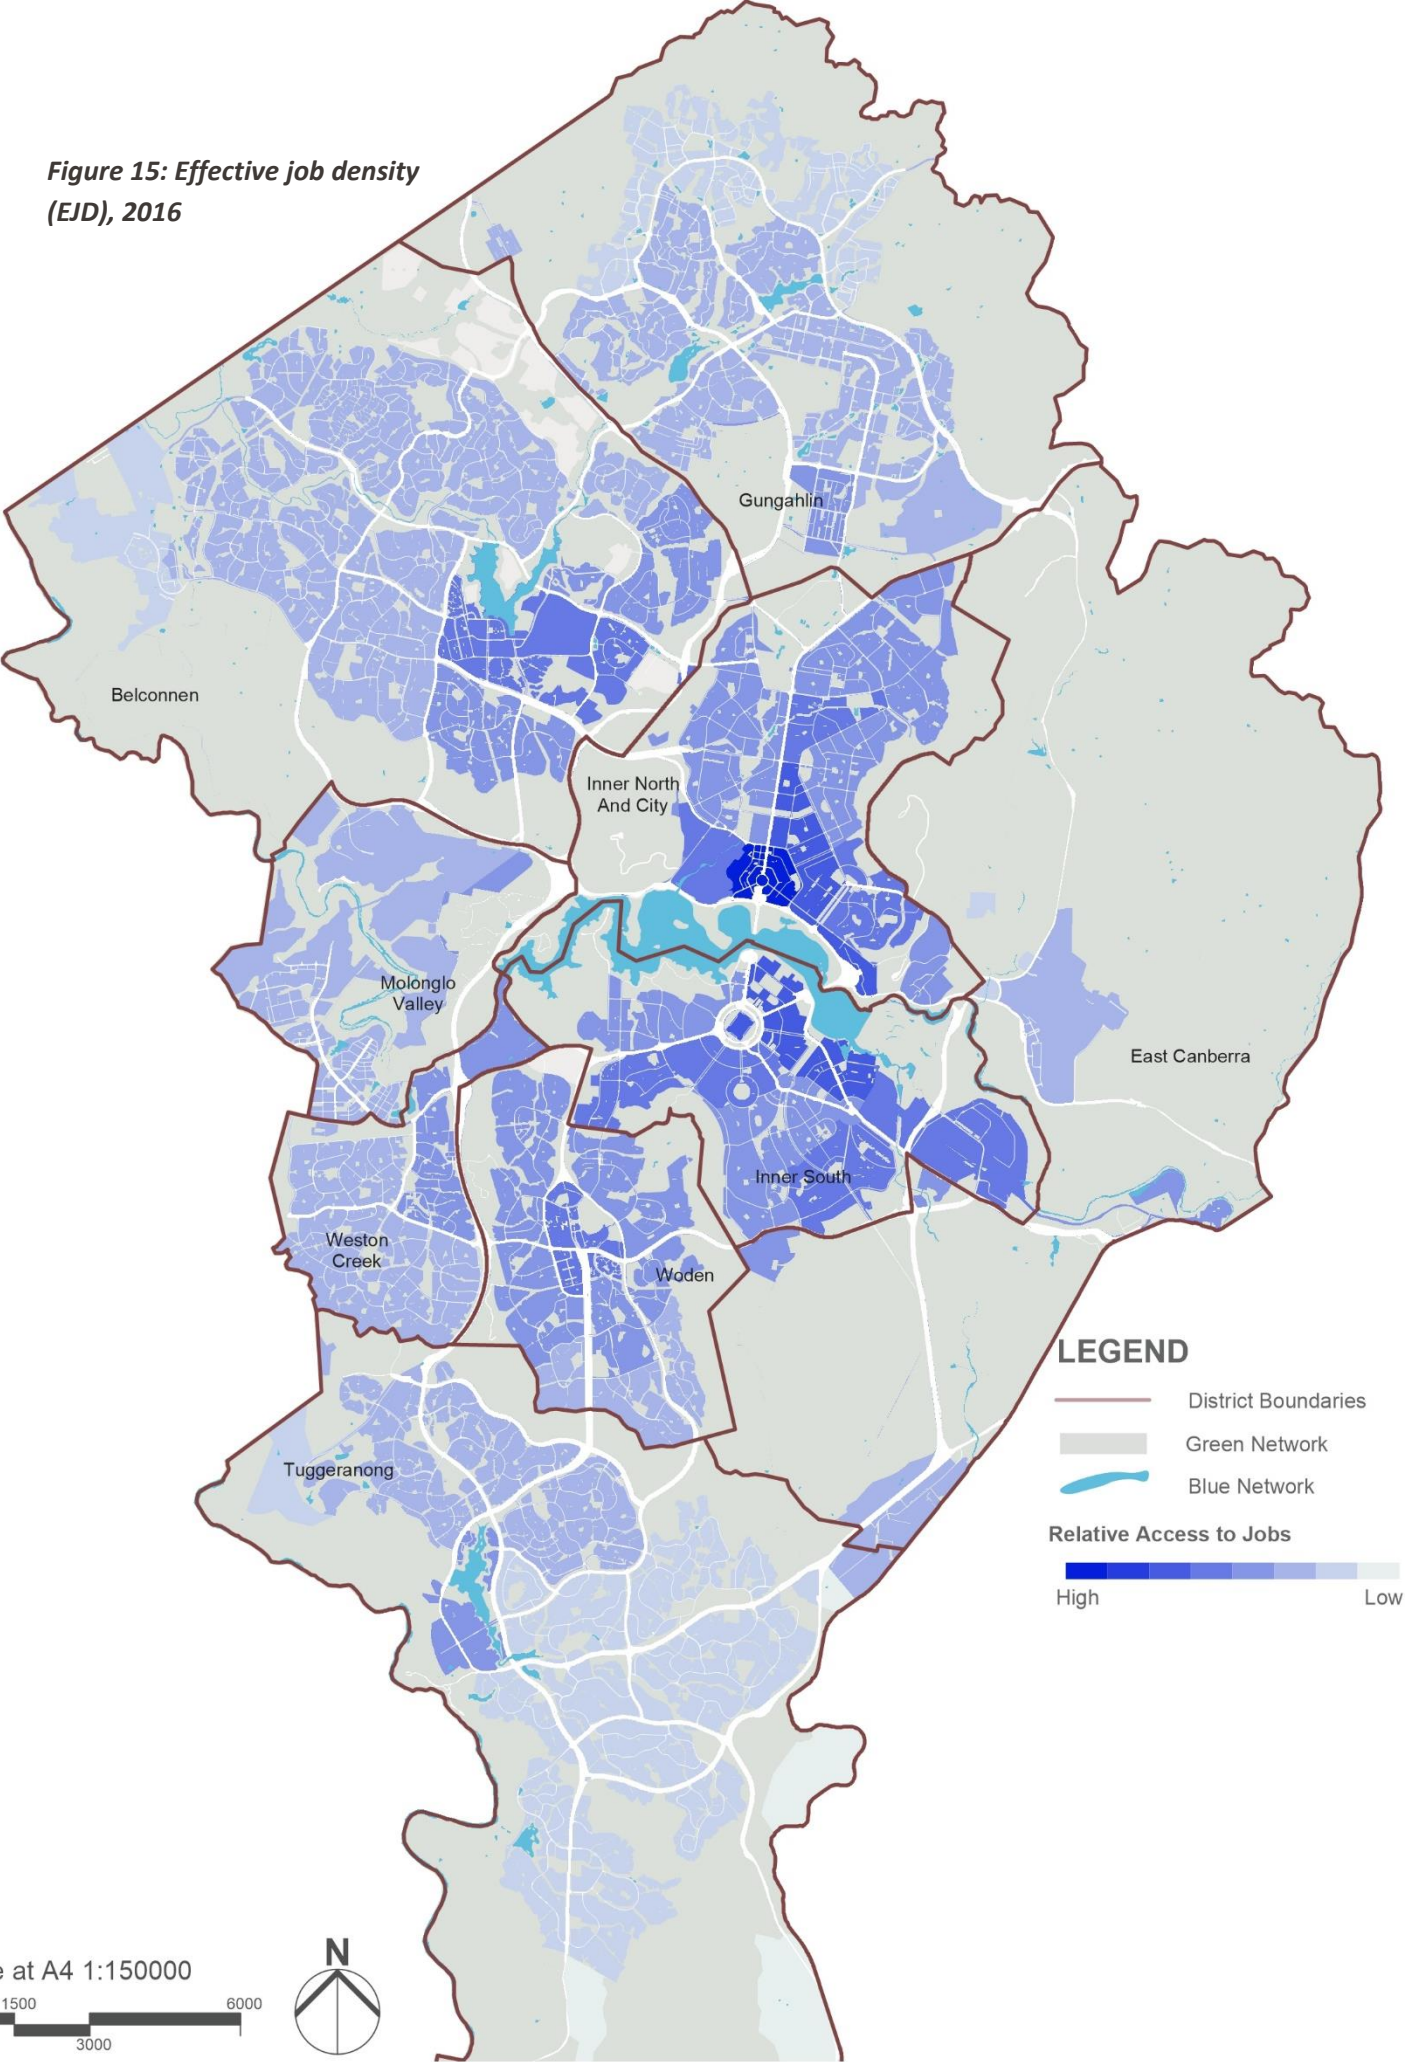 Figure 15: Effective job density
(EJD), 2016
Gungahlin
Belconnen
Inner North
And City
Molonglo
Valley
East Canberra
Inner South
Weston
Creek
Woden
Tuggeranong
LEGEND
District Boundaries
Green Network
Blue Network
Relative Access to Jobs
High Low
e at A4 1:150000
1500 6000
3000
N